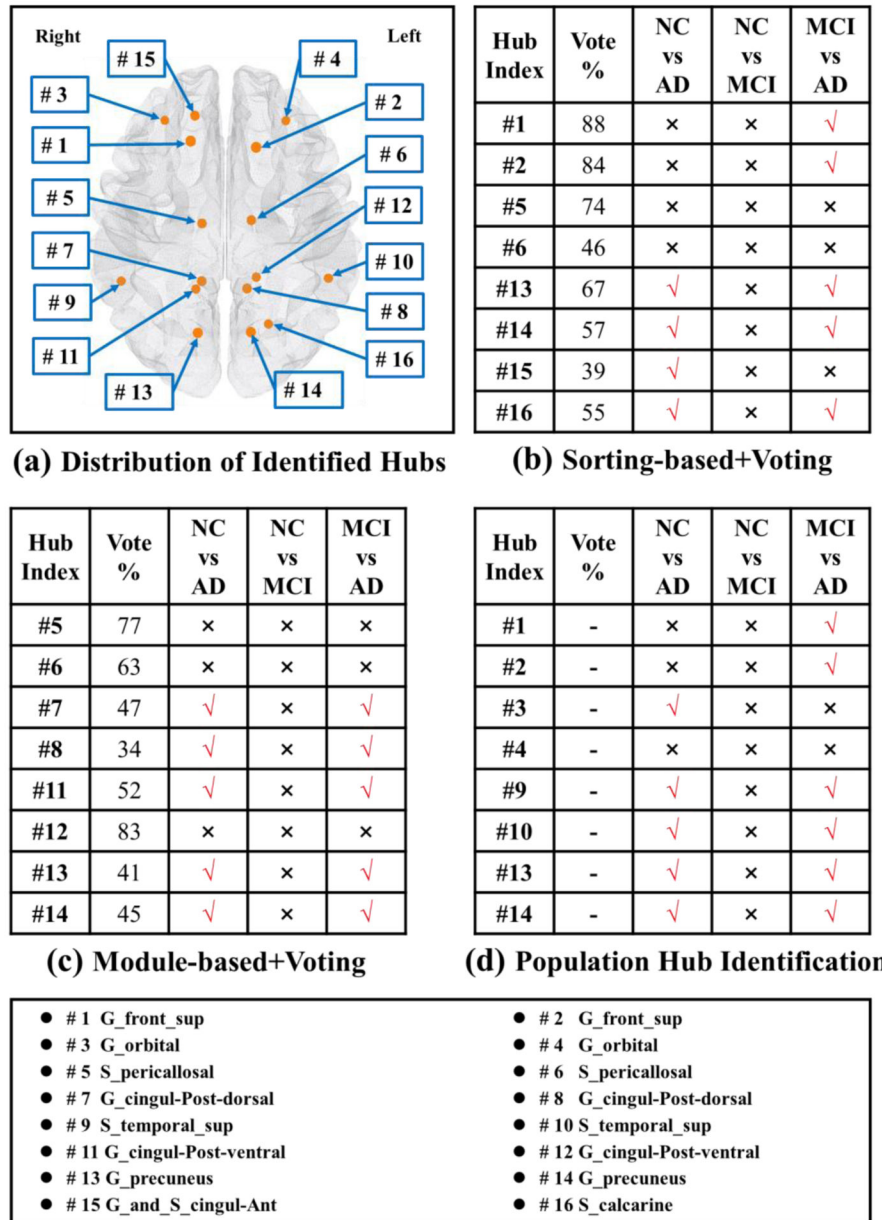 Right
Left
# 15
# 4
# 3
# 2
# 1
# 6
# 5
# 12
# 7
# 10
# 9
# 8
# 11
# 16
# 13
# 14
(a) Distribution of Identified Hubs
Hub Index Vote % NC vs AD NC vs MCI MCI vs AD
#1 88 × × √
#2 84 × × √
#5 74 × × ×
#6 46 × × ×
#13 67 √ × √
#14 57 √ × √
#15 39 √ × ×
#16 55 √ × √
(b) Sorting-based+Voting
Hub Index Vote % NC vs AD NC vs MCI MCI vs AD
#5 77 × × ×
#6 63 × × ×
#7 47 √ × √
#8 34 √ × √
#11 52 √ × √
#12 83 × × ×
#13 41 √ × √
#14 45 √ × √
(c) Module-based+Voting
Hub Index Vote % NC vs AD NC vs MCI MCI vs AD
#1 - × × √
#2 - × × √
#3 - √ × ×
#4 - × × ×
#9 - √ × √
#10 - √ × √
#13 - √ × √
#14 - √ × √
(d) Population Hub Identification
● # 1 G_front_sup
● # 2 G_front_sup
● # 3 G_orbital
● # 4 G_orbital
● # 5 S_pericallosal
● # 6 S_pericallosal
● # 7 G_cingul-Post-dorsal
● # 8 G_cingul-Post-dorsal
● # 9 S_temporal_sup
● # 10 S_temporal_sup
● # 11 G_cingul-Post-ventral
● # 12 G_cingul-Post-ventral
● # 13 G_precuneus
● # 14 G_precuneus
● # 15 G_and_S_cingul-Ant
● # 16 S_calcarine